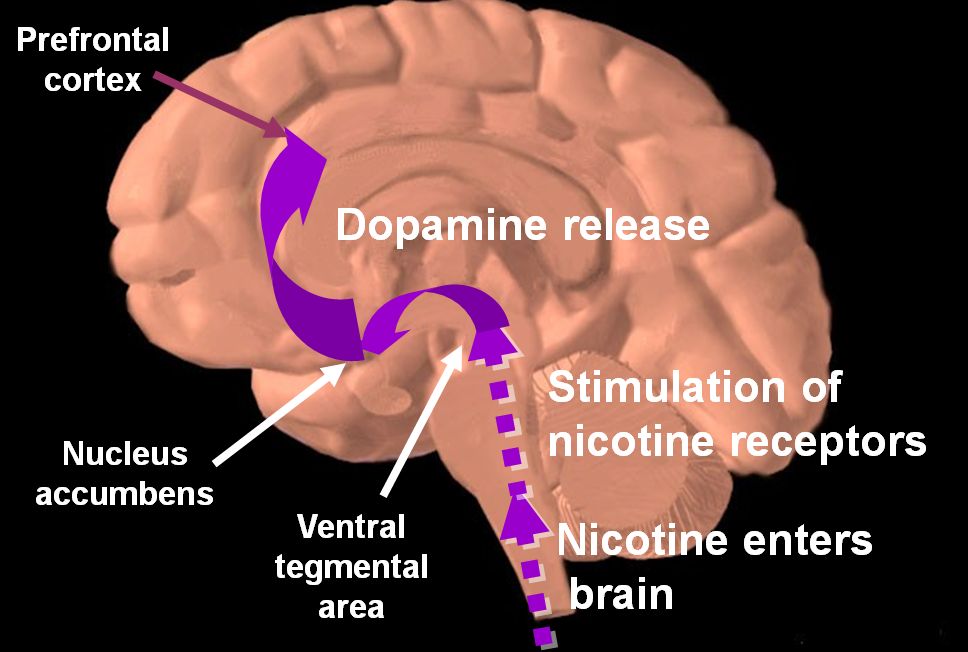 Prefrontal
cortex
Dopamine release
Stimulation of
nicotine receptors
Nucleus
accumbens
Ventral
tegmental
area
Nicotine enters
brain